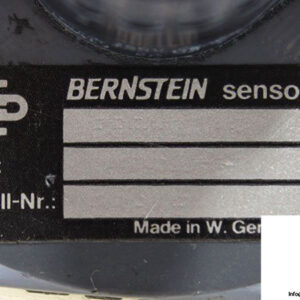 BERNSTEIN senso
ll-Nr.:
Made in W. Ger